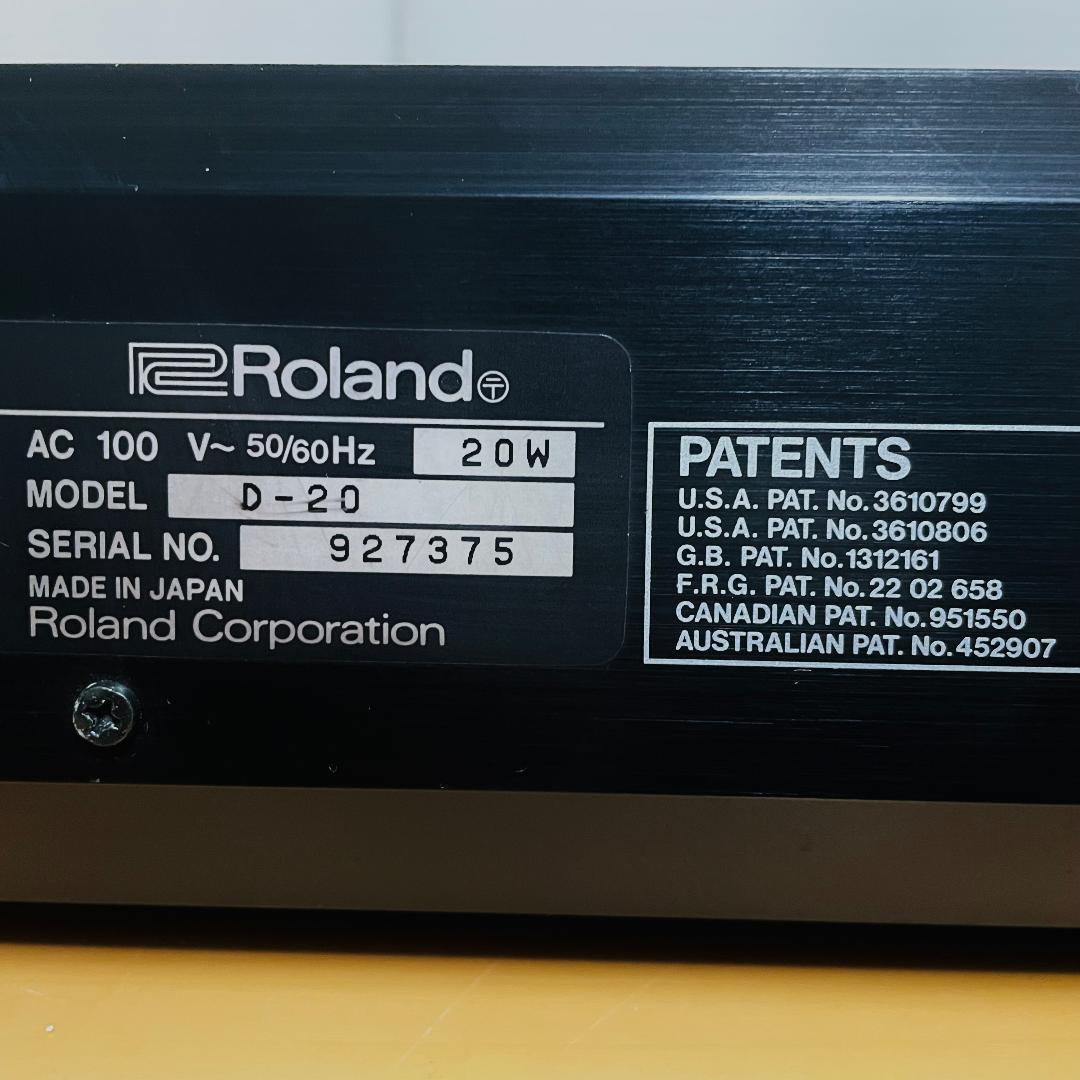 Roland
AC 100 V~ 50/60Hz 20W
MODEL D-20
SERIAL NO. 927375
MADE IN JAPAN
Roland Corporation
PATENTS
U.S.A. PAT. No. 3610799
U.S.A. PAT. No. 3610806
G.B. PAT. No. 1312161
F.R.G. PAT. No. 22 02 658
CANADIAN PAT. No. 951550
AUSTRALIAN PAT. No. 452907